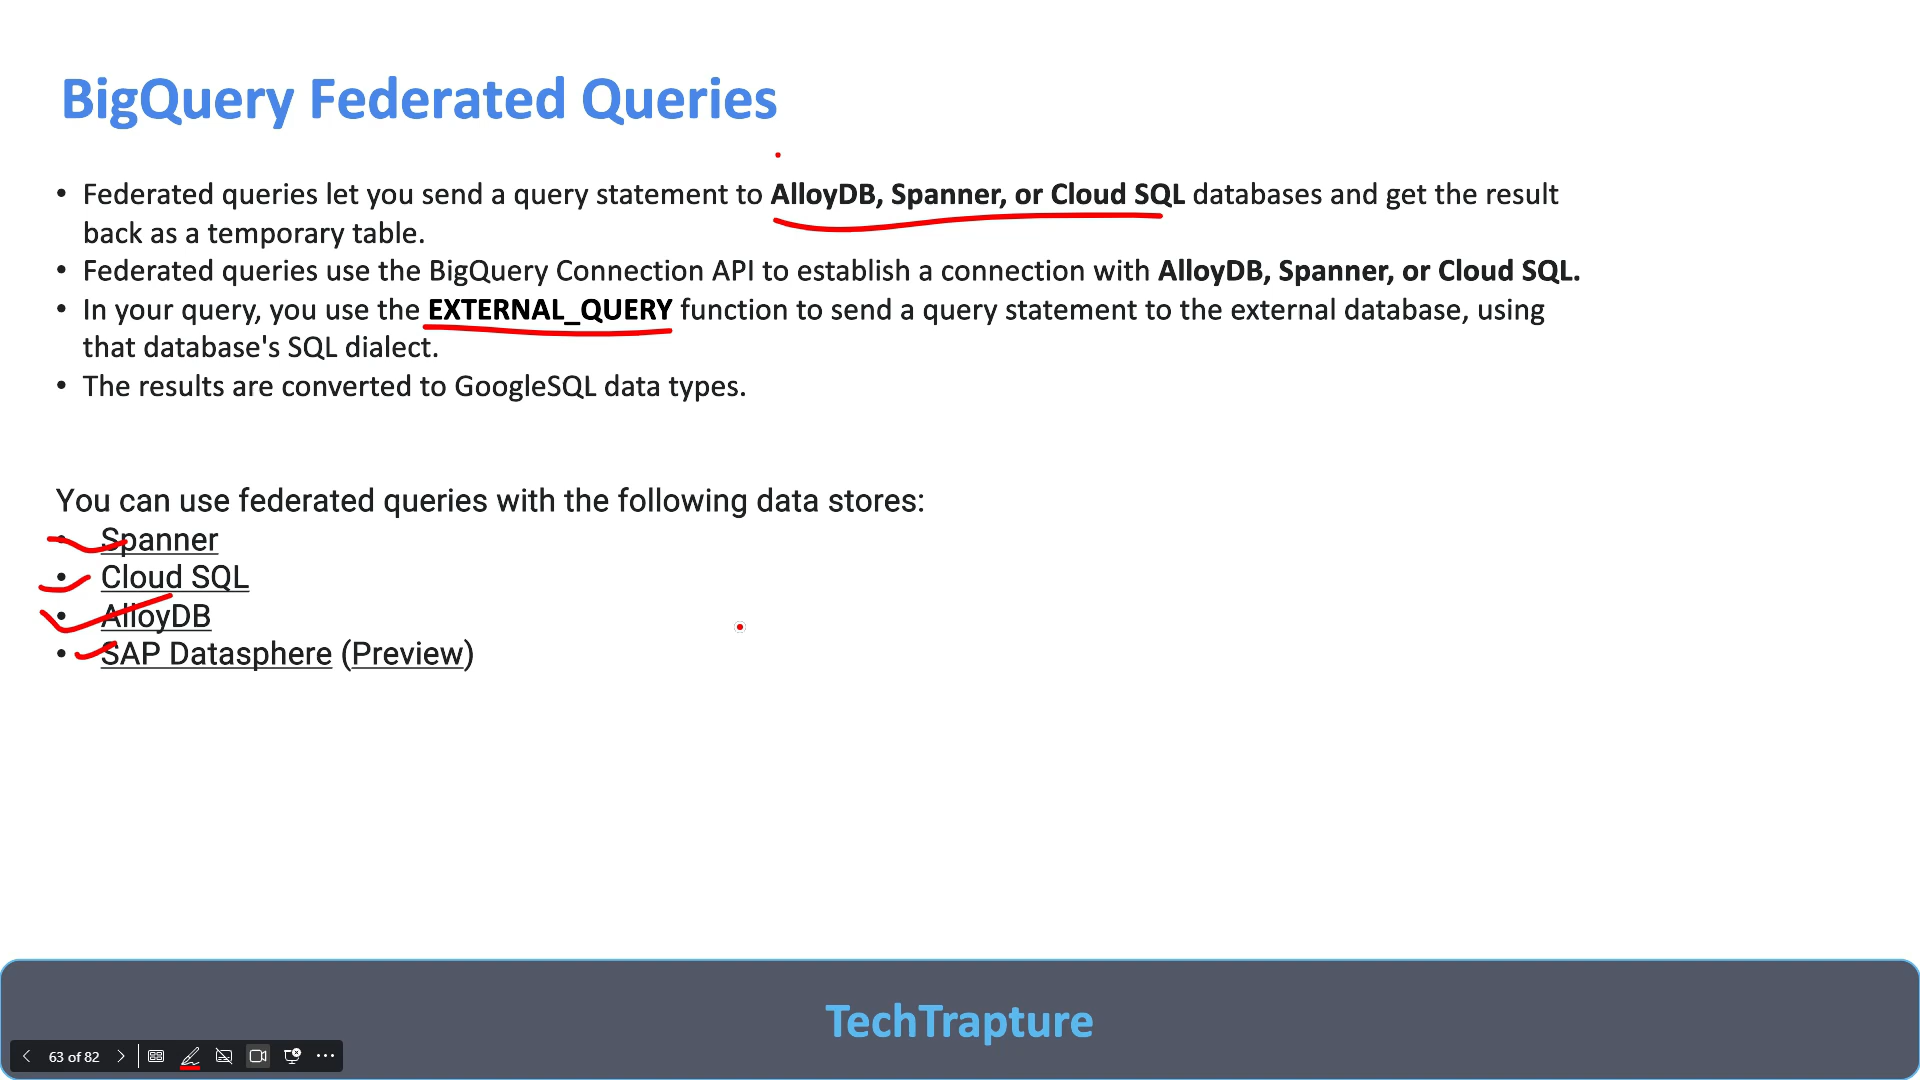 BigQuery Federated Queries
• Federated queries let you send a query statement to AlloyDB, Spanner, or Cloud SQL databases and get the result
back as a temporary table.
• Federated queries use the BigQuery Connection API to establish a connection with AlloyDB, Spanner, or Cloud SQL.
• In your query, you use the EXTERNAL_QUERY function to send a query statement to the external database, using
that database's SQL dialect.
• The results are converted to GoogleSQL data types.
You can use federated queries with the following data stores:
• Spanner
• Cloud SQL
• AlloyDB
• SAP Datasphere (Preview)
TechTrapture
63 of 82